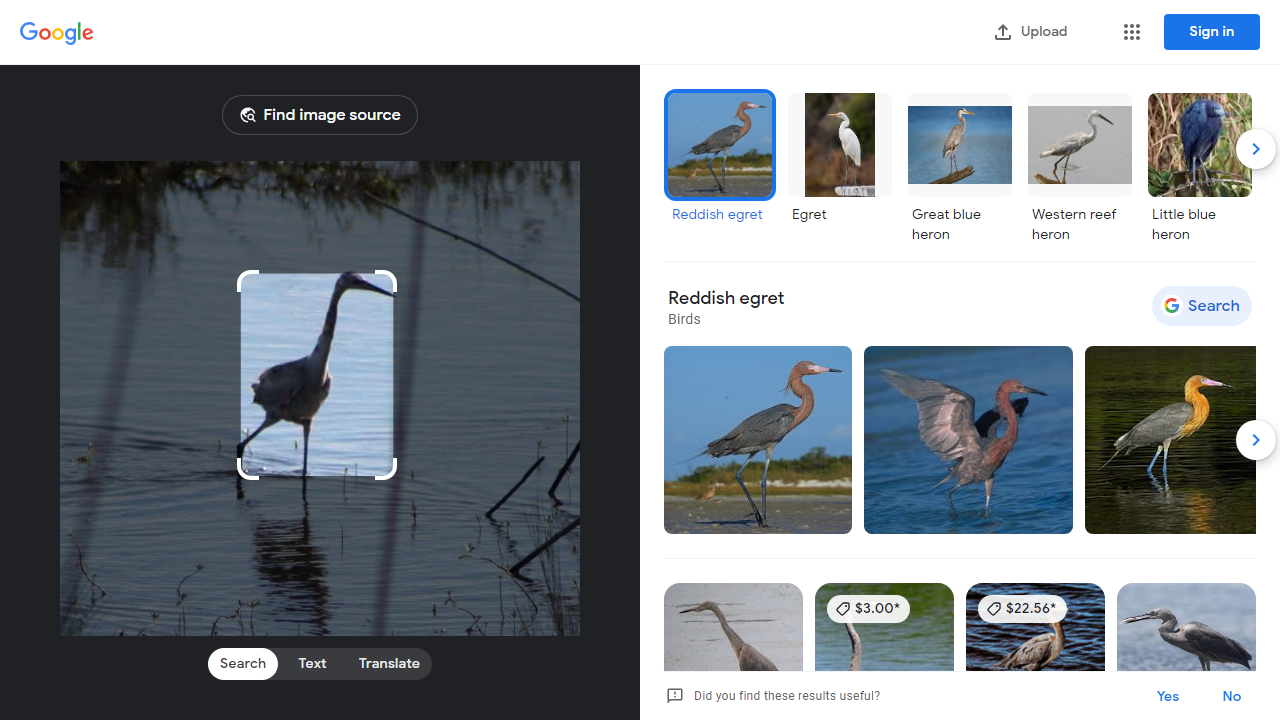 Google
Upload
Sign in
Find image source
Search
Text
Translate
Reddish egret
Egret
Great blue
heron
Western reef
heron
Little blue
heron
Reddish egret
Birds
Search
$3.00*
$22.56*
Did you find these results useful?
Yes
No